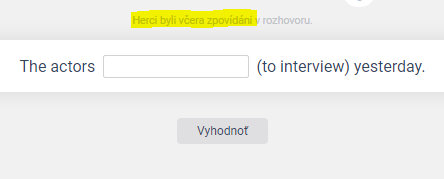 Herci byli včera zpovídáni v rozhovoru.
The actors (to interview) yesterday.
Vyhodnoť